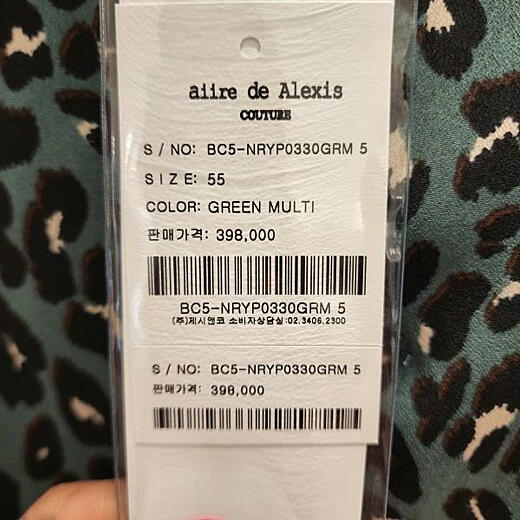 aiire de Alexis
COUTURE
S / NO: BC5-NRYP0330GRM 5
SIZE: 55
COLOR: GREEN MULTI
판매가격: 398,000
BC5-NRYP0330GRM 5
(주)제시앤코 소비자상담실:02.3406.2300
S / NO: BC5-NRYP0330GRM 5
판매가격: 398,000